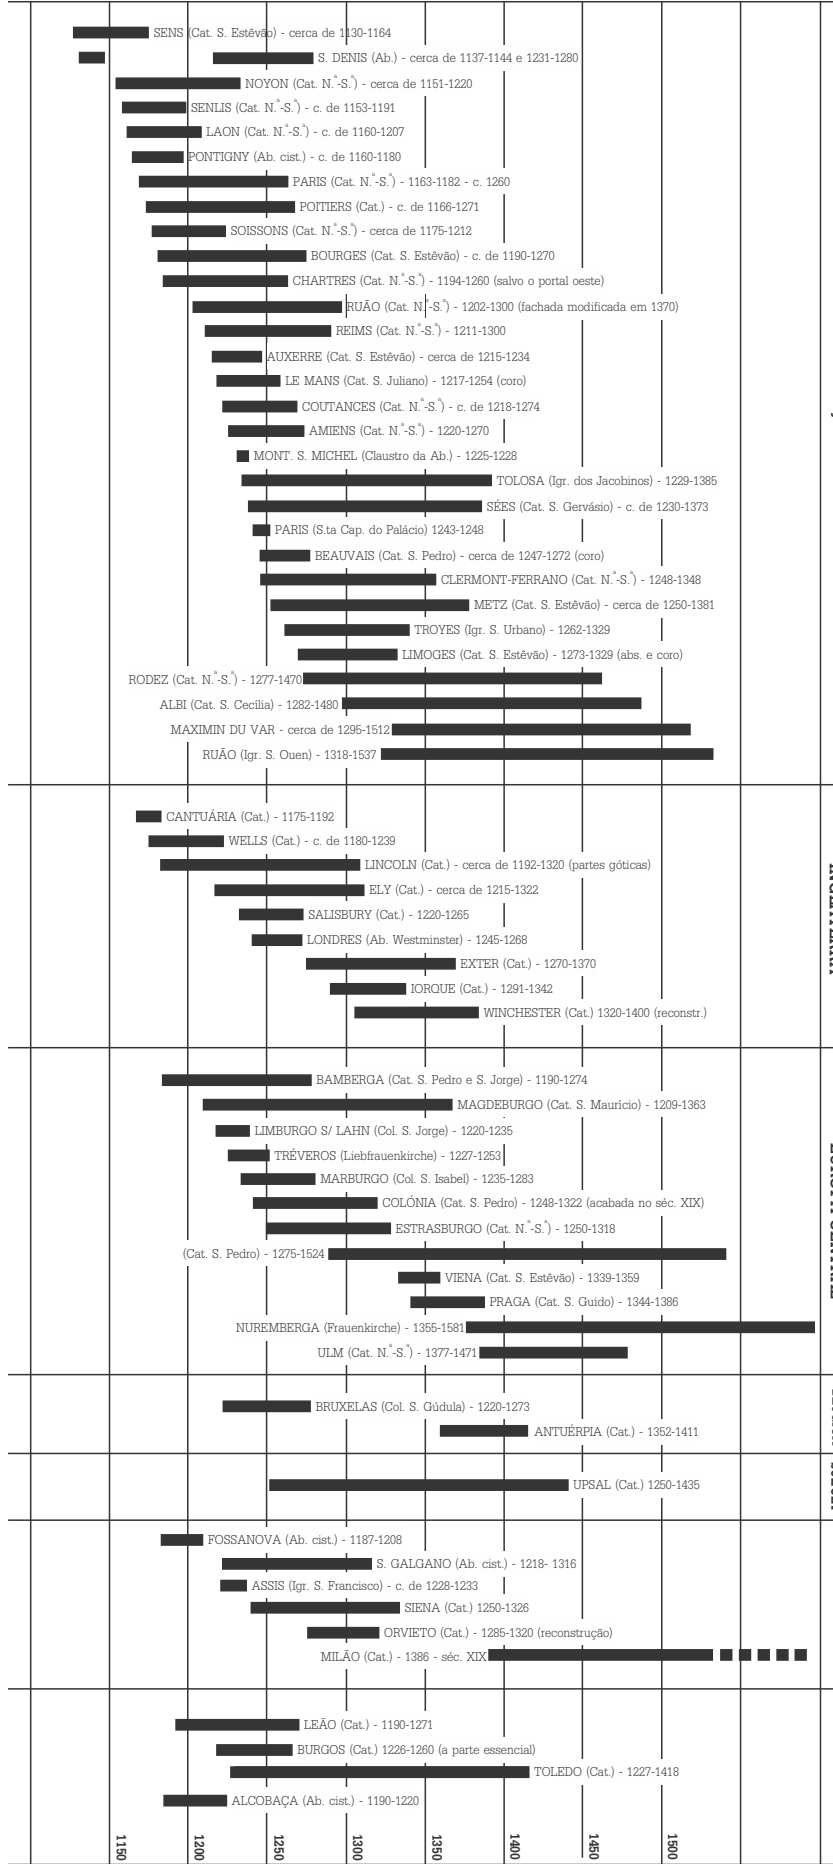 SENS (Cat. S. Estêvão) - cerca de 1130-1164
S. DENIS (Ab.) - cerca de 1137-1144 e 1231-1280
NOYON (Cat. N.ª-S.ª) - cerca de 1151-1220
SENLIS (Cat. N.ª-S.ª) - c. de 1153-1191
LAON (Cat. N.ª-S.ª) - c. de 1160-1207
PONTIGNY (Ab. cist.) - c. de 1160-1180
PARIS (Cat. N.ª-S.ª) - 1163-1182 - c. 1260
POITIERS (Cat.) - c. de 1166-1271
SOISSONS (Cat. N.ª-S.ª) - cerca de 1175-1212
BOURGES (Cat. S. Estêvão) - c. de 1190-1270
CHARTRES (Cat. N.ª-S.ª) - 1194-1260 (salvo o portal oeste)
RUÃO (Cat. N.ª-S.ª) - 1202-1300 (fachada modificada em 1370)
REIMS (Cat. N.ª-S.ª) - 1211-1300
AUXERRE (Cat. S. Estêvão) - cerca de 1215-1234
LE MANS (Cat. S. Juliano) - 1217-1254 (coro)
COUTANCES (Cat. N.ª-S.ª) - c. de 1218-1274
AMIENS (Cat. N.ª-S.ª) - 1220-1270
MONT. S. MICHEL (Claustro da Ab.) - 1225-1228
TOLOSA (Igr. dos Jacobinos) - 1229-1385
SÉES (Cat. S. Gervásio) - c. de 1230-1373
PARIS (S.ta Cap. do Palácio) 1243-1248
BEAUVAIS (Cat. S. Pedro) - cerca de 1247-1272 (coro)
CLERMONT-FERRANO (Cat. N.ª-S.ª) - 1248-1348
METZ (Cat. S. Estêvão) - cerca de 1250-1381
TROYES (Igr. S. Urbano) - 1262-1329
LIMOGES (Cat. S. Estêvão) - 1273-1329 (abs. e coro)
RODEZ (Cat. N.ª-S.ª) - 1277-1470
ALBI (Cat. S. Cecília) - 1282-1480
MAXIMIN DU VAR - cerca de 1295-1512
RUÃO (Igr. S. Ouen) - 1318-1537
CANTUÁRIA (Cat.) - 1175-1192
WELLS (Cat.) - c. de 1180-1239
LINCOLN (Cat.) - cerca de 1192-1320 (partes góticas)
ELY (Cat.) - cerca de 1215-1322
SALISBURY (Cat.) - 1220-1265
LONDRES (Ab. Westminster) - 1245-1268
EXTER (Cat.) - 1270-1370
IORQUE (Cat.) - 1291-1342
WINCHESTER (Cat.) 1320-1400 (reconstr.)
BAMBERGA (Cat. S. Pedro e S. Jorge) - 1190-1274
MAGDEBURGO (Cat. S. Maurício) - 1209-1363
LIMBURGO S/ LAHN (Col. S. Jorge) - 1220-1235
TRÉVEROS (Liebfrauenkirche) - 1227-1253
MARBURGO (Col. S. Isabel) - 1235-1283
COLÓNIA (Cat. S. Pedro) - 1248-1322 (acabada no séc. XIX)
ESTRASBURGO (Cat. N.ª-S.ª) - 1250-1318
(Cat. S. Pedro) - 1275-1524
VIENA (Cat. S. Estêvão) - 1339-1359
PRAGA (Cat. S. Guido) - 1344-1386
NUREMBERGA (Frauenkirche) - 1355-1581
ULM (Cat. N.ª-S.ª) - 1377-1471
BRUXELAS (Col. S. Gúdula) - 1220-1273
ANTUÉRPIA (Cat.) - 1352-1411
UPSAL (Cat.) 1250-1435
FOSSANOVA (Ab. cist.) - 1187-1208
S. GALGANO (Ab. cist.) - 1218- 1316
ASSIS (Igr. S. Francisco) - c. de 1228-1233
SIENA (Cat.) 1250-1326
ORVIETO (Cat.) - 1285-1320 (reconstrução)
MILÃO (Cat.) - 1386 - séc. XIX
LEÃO (Cat.) - 1190-1271
BURGOS (Cat.) 1226-1260 (a parte essencial)
TOLEDO (Cat.) - 1227-1418
ALCOBAÇA (Ab. cist.) - 1190-1220
1150
1200
1250
1300
1350
1400
1450
1500